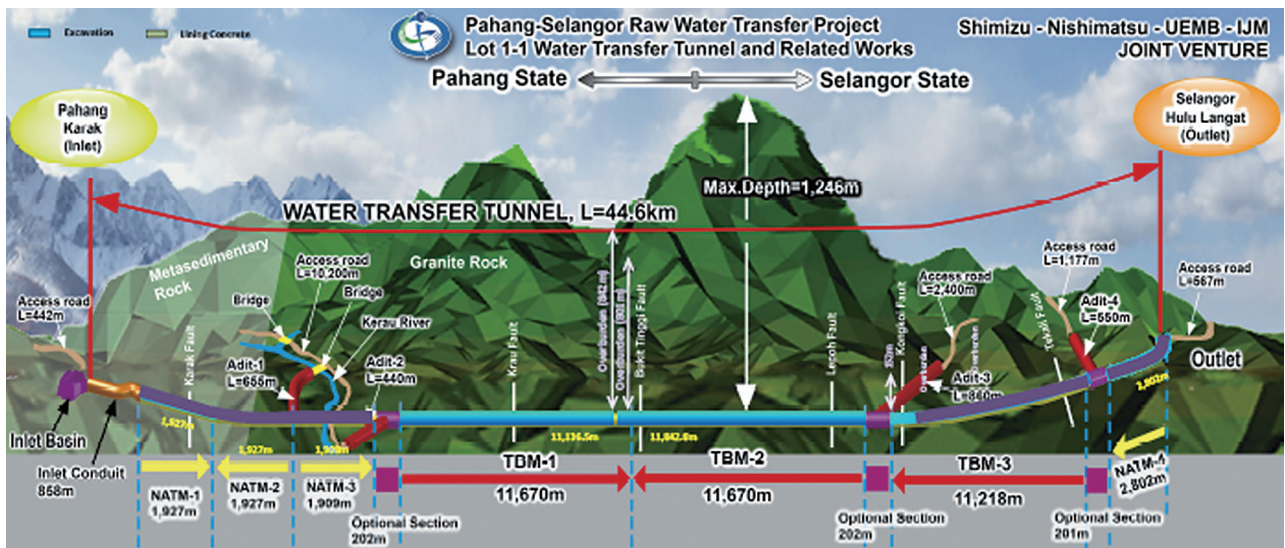 Excavation
Lining Concrete
Pahang-Selangor Raw Water Transfer Project
Lot 1-1 Water Transfer Tunnel and Related Works
Shimizu - Nishimatsu - UEMB - IJM
JOINT VENTURE
Pahang State
Selangor State
Pahang
Karak
(Inlet)
Selangor
Hulu Langat
(Outlet)
Max.Depth=1,246m
WATER TRANSFER TUNNEL, L=44.6km
Metasedimentary
Rock
Granite Rock
Access road
L=442m
Bridge
Access road
L=10,200m
Bridge
Kerau River
Adit-1
L=655m
Adit-2
L=440m
Karak Fault
Krau Fault
Bukit Tinggi Fault
Lepoh Fault
Kongkoi Fault
Tekali Fault
Access road
L=2,400m
Adit-3
Access road
L=1,177m
Adit-4
L=550m
Access road
L=567m
Outlet
Inlet Basin
Inlet Conduit
858m
1,927m
1,927m
11,136.5m
2,802m
NATM-1
1,927m
NATM-2
1,927m
NATM-3
1,909m
Optional Section
202m
TBM-1
11,670m
TBM-2
11,670m
Optional Section
202m
TBM-3
11,218m
Optional Section
201m
NATM-4
2,802m